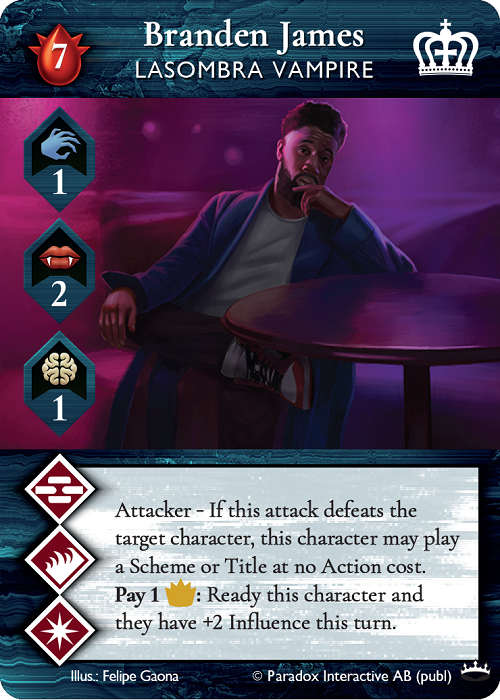 Branden James
7
LASOMBRA VAMPIRE
1
2
1
Attacker - If this attack defeats the
target character, this character may play
a Scheme or Title at no Action cost.
Pay 1 : Ready this character and
they have +2 Influence this turn.
Illus.: Felipe Gaona © Paradox Interactive AB (publ)